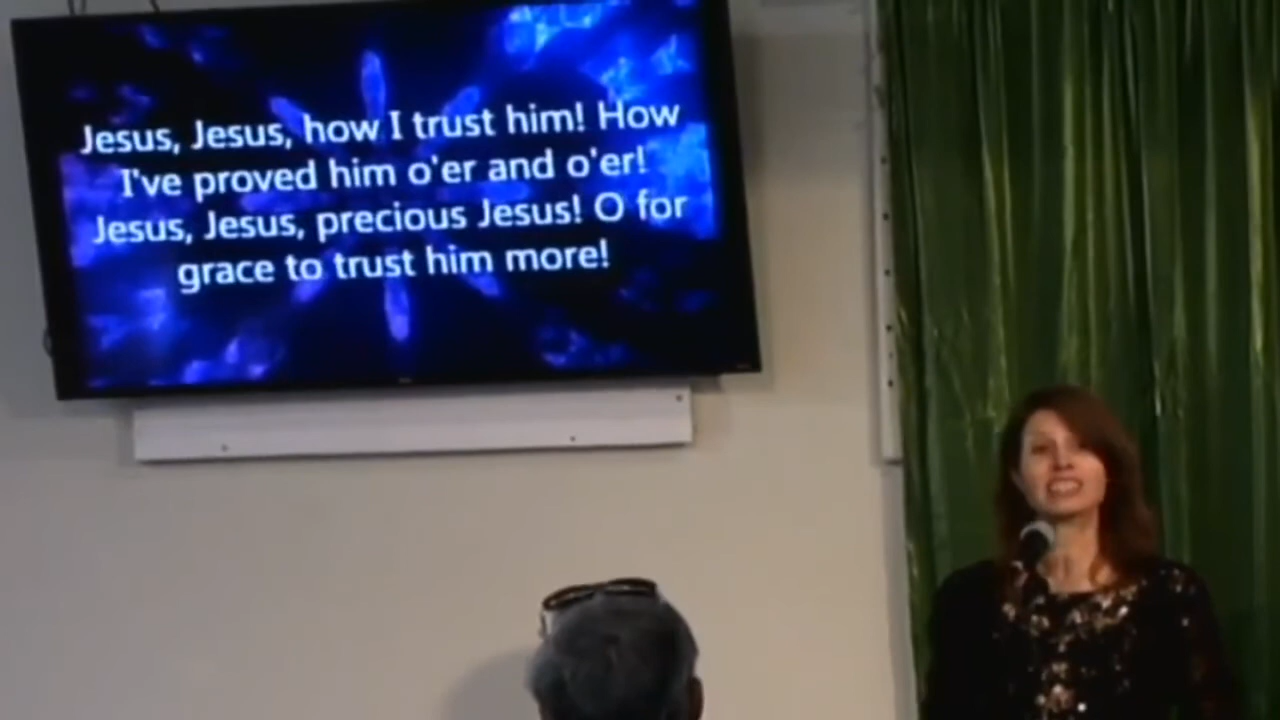 Jesus, Jesus, how I trust him! How
I've proved him o'er and o'er!
Jesus, Jesus, precious Jesus! O for
grace to trust him more!